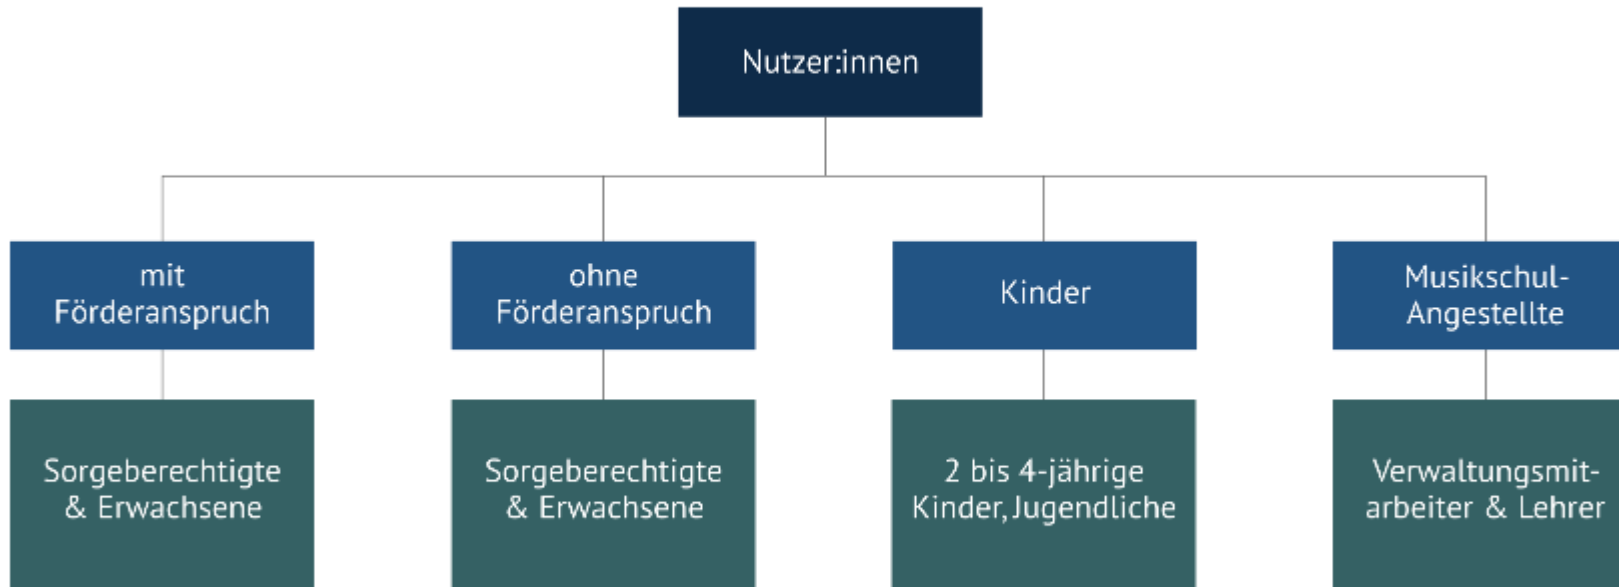 Nutzer:innen
mit
Förderanspruch
ohne
Förderanspruch
Kinder
Musikschul-
Angestellte
Sorgeberechtigte
& Erwachsene
Sorgeberechtigte
& Erwachsene
2 bis 4-jährige
Kinder, Jugendliche
Verwaltungsmit-
arbeiter & Lehrer